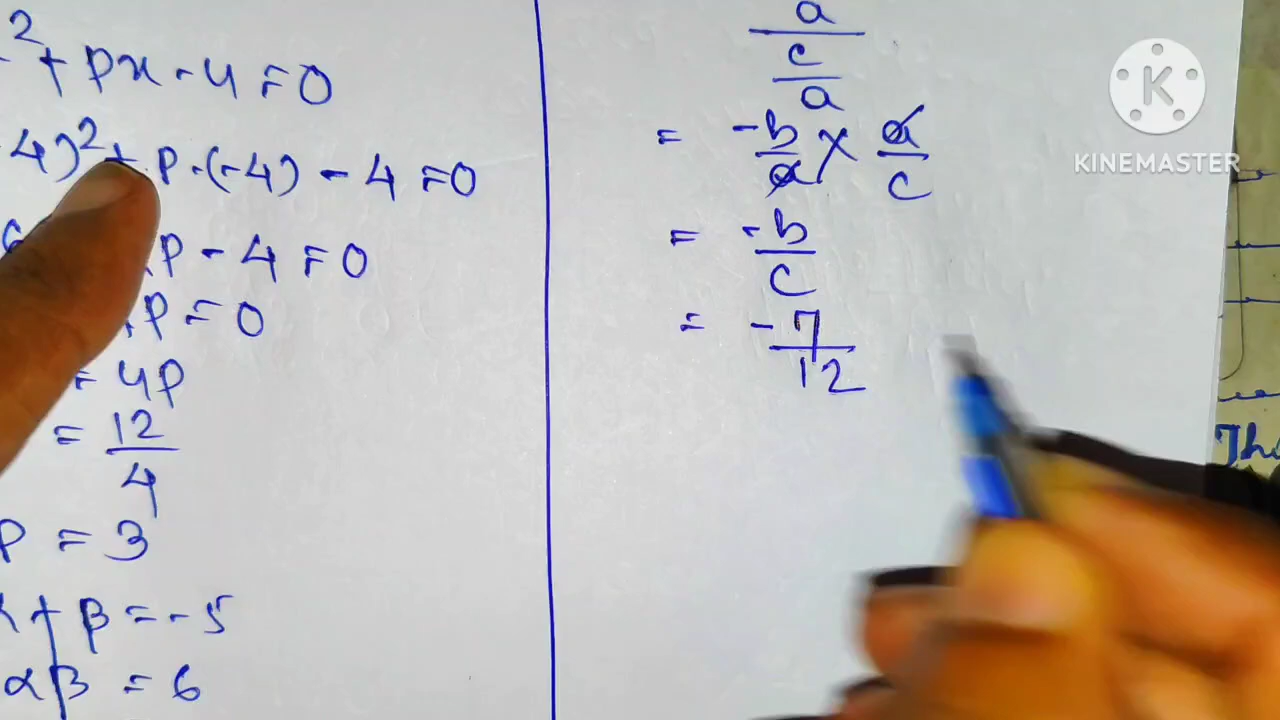 ² + px - 4 = 0
4)² + p · (-4) - 4 = 0
p - 4 = 0
p = 0
= 4p
= 12/4
p = 3
α + β = -5
αβ = 6
a
c
a
= -b/a × a/c
= -b/c
= -7/12
K
KINEMASTER